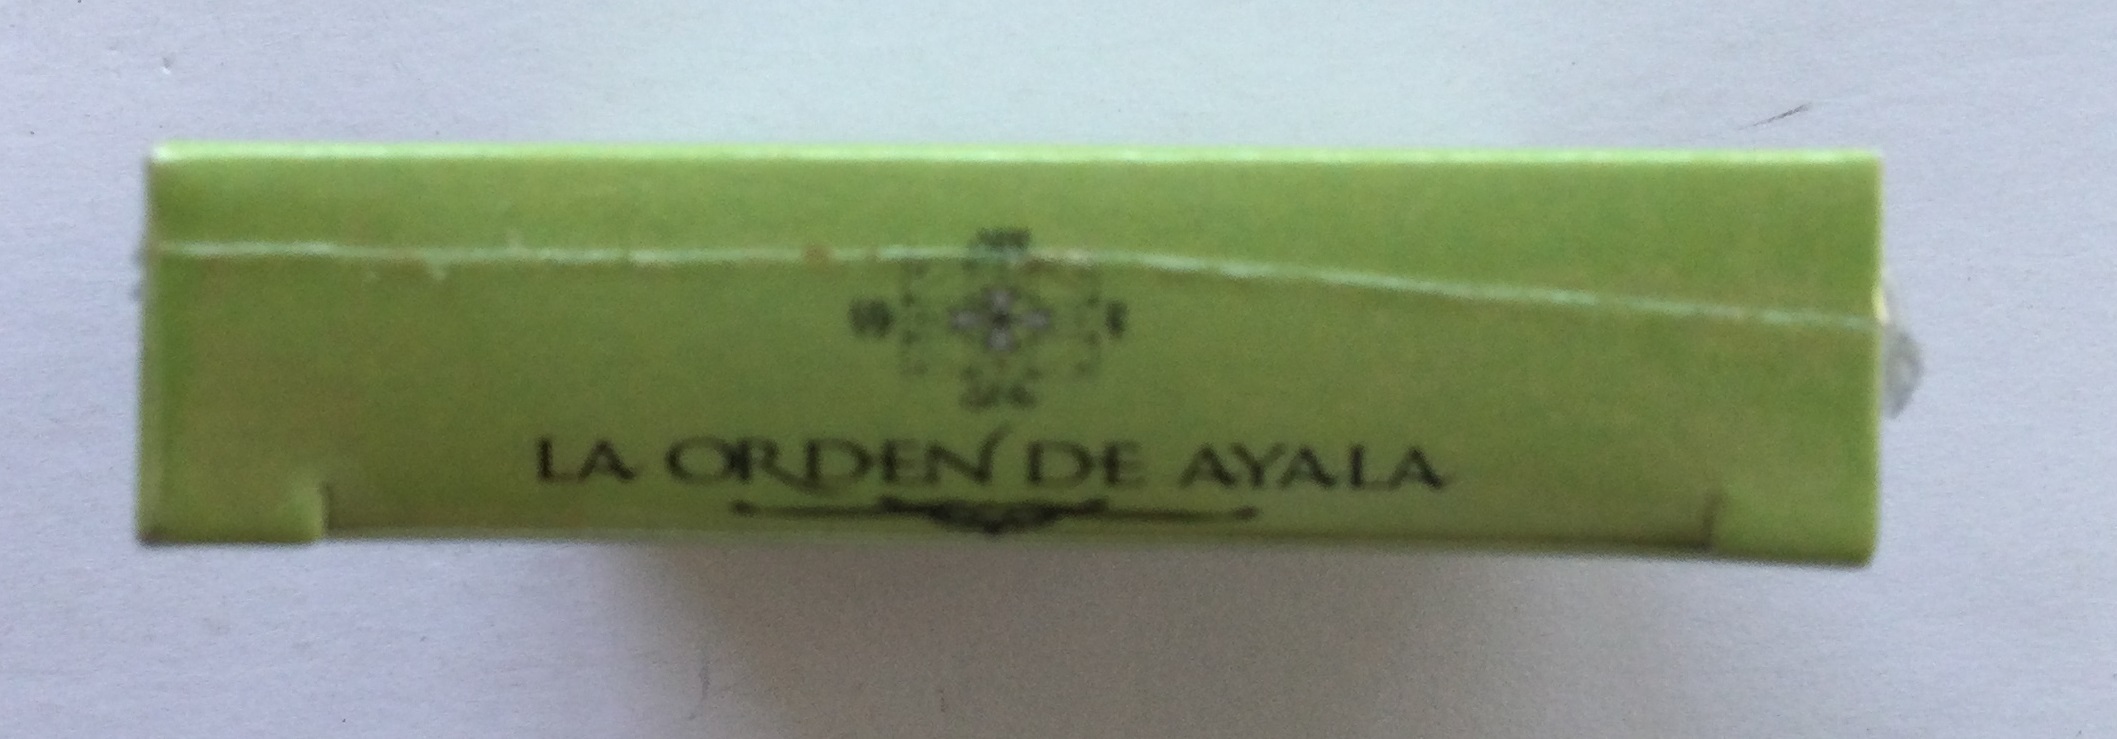 LA ORDEN DE AYALA